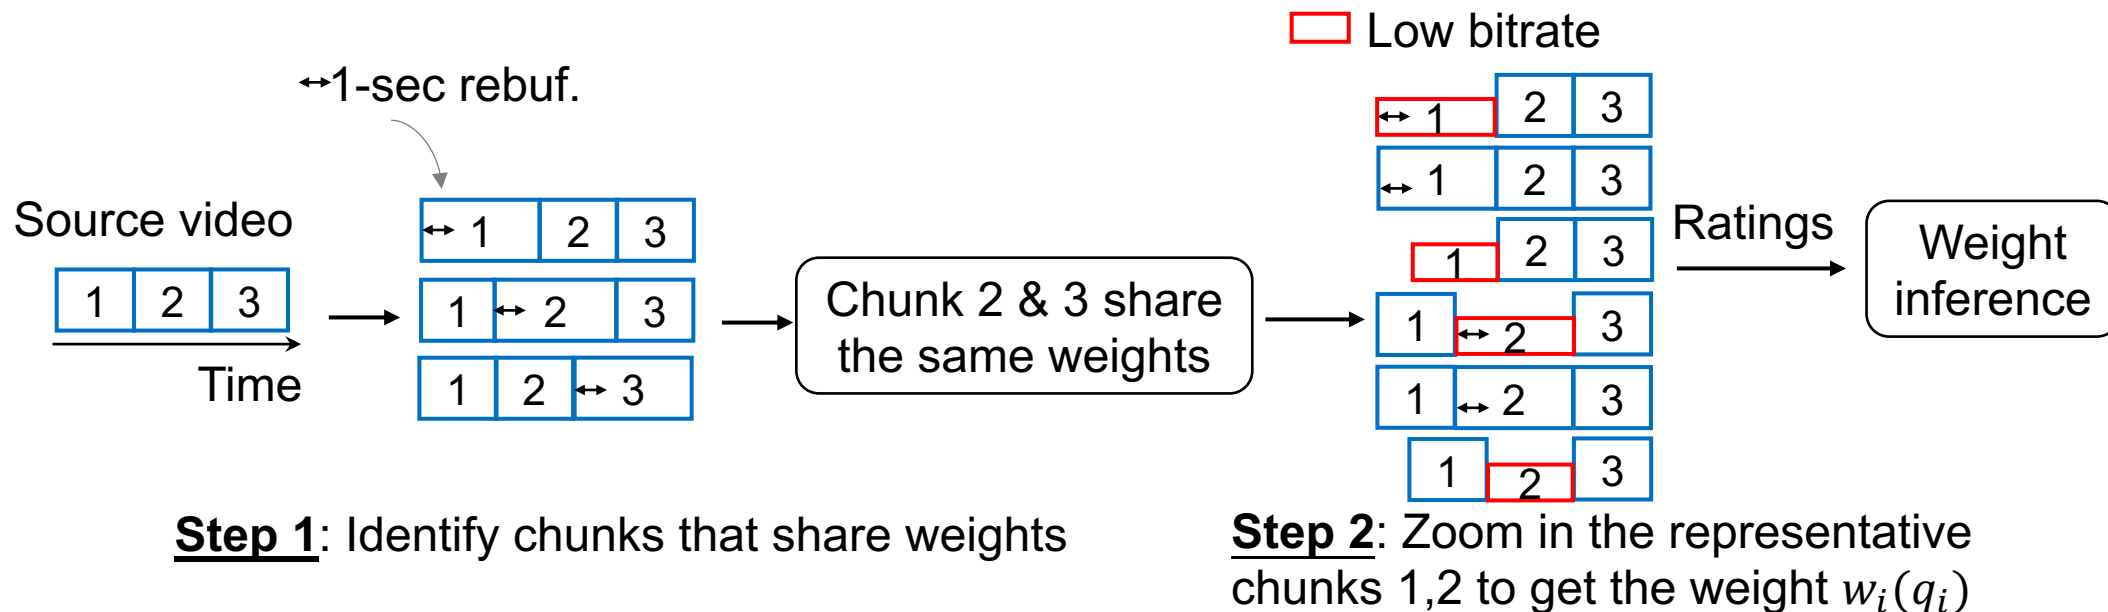 Low bitrate
1-sec rebuf.
Source video
1 2 3
Time
1 2 3
1 2 3
1 2 3
Chunk 2 & 3 share
the same weights
1 2 3
1 2 3
1 2 3
1 2 3
1 2 3
1 2 3
Ratings
Weight
inference
Step 1: Identify chunks that share weights
Step 2: Zoom in the representative
chunks 1,2 to get the weight w_i(q_i)